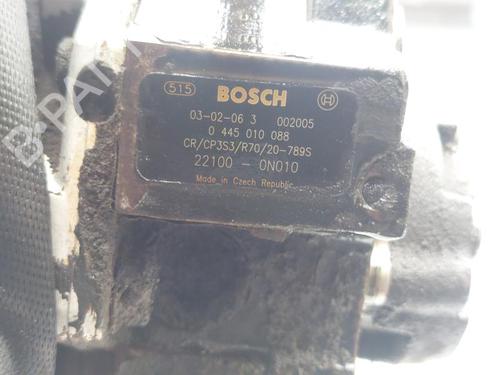 515 BOSCH
03-02-06 3 002005
0 445 010 088
CR/CP3S3/R70/20-789S
22100 - 0N010
Made in Czech Republic